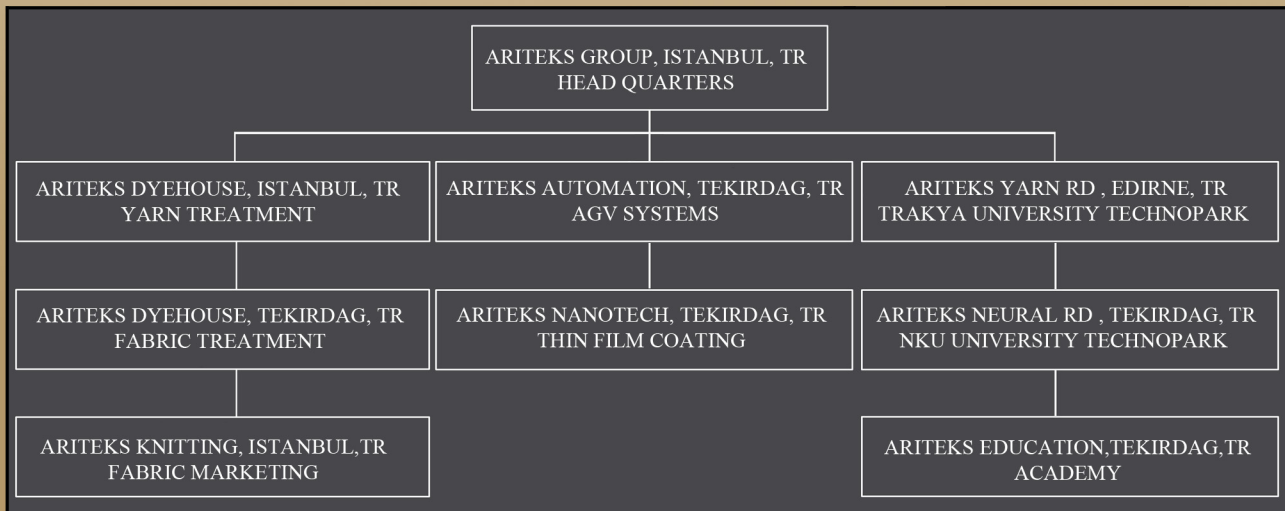 ARITEKS GROUP, ISTANBUL, TR
HEAD QUARTERS
ARITEKS DYEHOUSE, ISTANBUL, TR
YARN TREATMENT
ARITEKS AUTOMATION, TEKIRDAG, TR
AGV SYSTEMS
ARITEKS YARN RD , EDIRNE, TR
TRAKYA UNIVERSITY TECHNOPARK
ARITEKS DYEHOUSE, TEKIRDAG, TR
FABRIC TREATMENT
ARITEKS NANOTECH, TEKIRDAG, TR
THIN FILM COATING
ARITEKS NEURAL RD , TEKIRDAG, TR
NKU UNIVERSITY TECHNOPARK
ARITEKS KNITTING, ISTANBUL,TR
FABRIC MARKETING
ARITEKS EDUCATION,TEKIRDAG,TR
ACADEMY